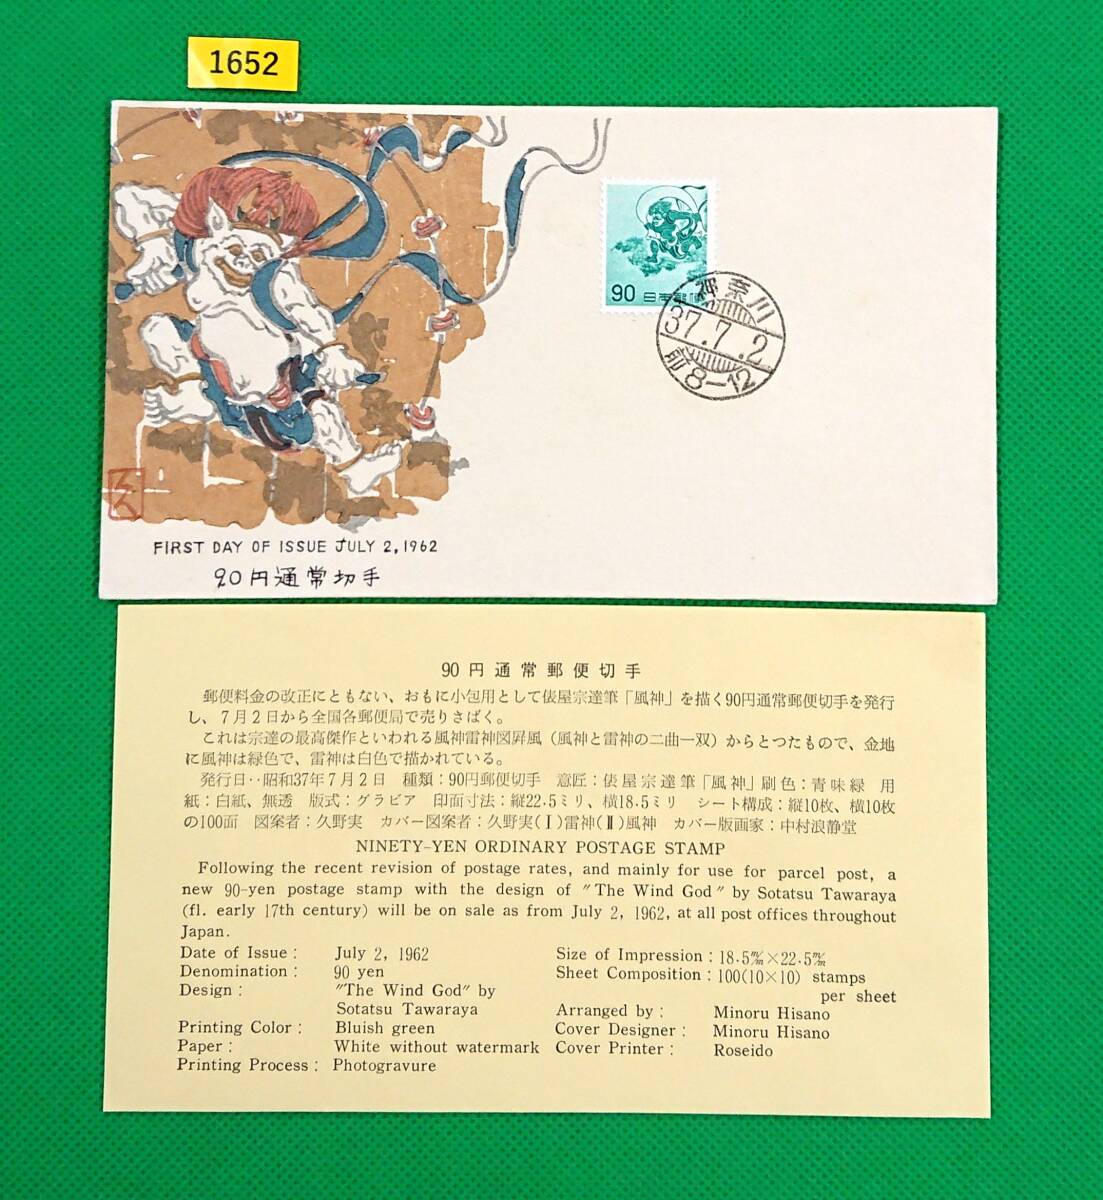 1652
90 日本郵便
神奈川
37.7.2
前8-12
FIRST DAY OF ISSUE JULY 2, 1962
90円通常切手
90円通常郵便切手
郵便料金の改正にともない、おもに小包用として俵屋宗達筆「風神」を描く90円通常郵便切手を発行
し、7月2日から全国各郵便局で売りさばく。
これは宗達の最高傑作といわれる風神雷神図屛風(風神と雷神の二曲一双)からとつたもので、金地
に風神は緑色で、雷神は白色で描かれている。
発行日‥昭和37年7月2日 種類:90円郵便切手 意匠:俵屋宗達筆「風神」刷色:青味緑 用
紙:白紙、無透 版式:グラビア 印面寸法:縦22.5ミリ、横18.5ミリ シート構成:縦10枚、横10枚
の100面 図案者:久野実 カバー図案者:久野実(Ⅰ)雷神(Ⅱ)風神 カバー版画家:中村浪静堂
NINETY-YEN ORDINARY POSTAGE STAMP
Following the recent revision of postage rates, and mainly for use for parcel post, a
new 90-yen postage stamp with the design of "The Wind God" by Sotatsu Tawaraya
(fl. early 17th century) will be on sale as from July 2, 1962, at all post offices throughout
Japan.
Date of Issue: July 2, 1962
Denomination: 90 yen
Design: "The Wind God" by
Sotatsu Tawaraya
Printing Color: Bluish green
Paper: White without watermark
Printing Process: Photogravure
Size of Impression: 18.5m/m×22.5m/m
Sheet Composition: 100(10×10) stamps
per sheet
Arranged by: Minoru Hisano
Cover Designer: Minoru Hisano
Cover Printer: Roseido